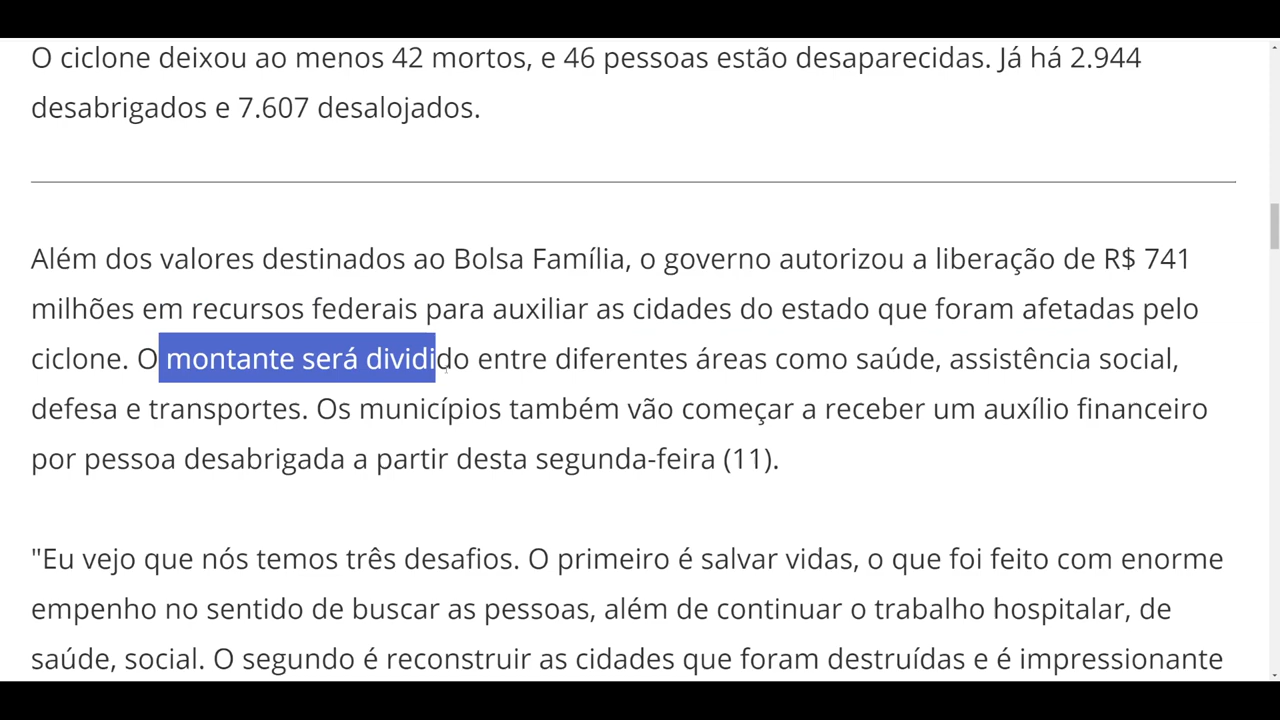 O ciclone deixou ao menos 42 mortos, e 46 pessoas estão desaparecidas. Já há 2.944
desabrigados e 7.607 desalojados.
Além dos valores destinados ao Bolsa Família, o governo autorizou a liberação de R$ 741
milhões em recursos federais para auxiliar as cidades do estado que foram afetadas pelo
ciclone. O montante será dividido entre diferentes áreas como saúde, assistência social,
defesa e transportes. Os municípios também vão começar a receber um auxílio financeiro
por pessoa desabrigada a partir desta segunda-feira (11).
"Eu vejo que nós temos três desafios. O primeiro é salvar vidas, o que foi feito com enorme
empenho no sentido de buscar as pessoas, além de continuar o trabalho hospitalar, de
saúde, social. O segundo é reconstruir as cidades que foram destruídas e é impressionante